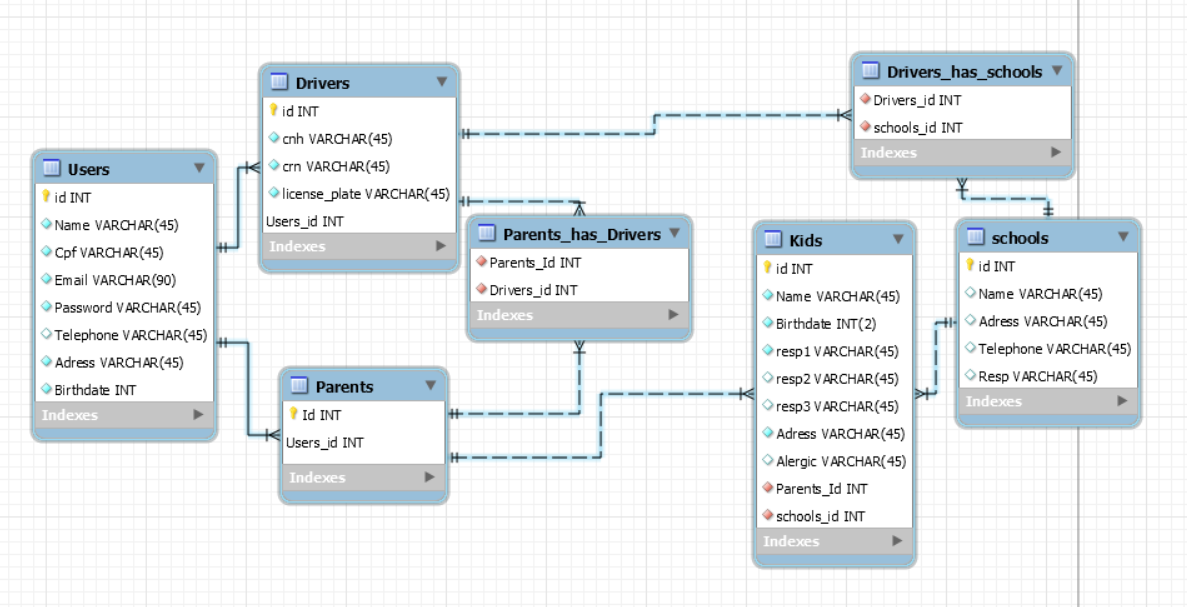 Users
id INT
Name VARCHAR(45)
Cpf VARCHAR(45)
Email VARCHAR(90)
Password VARCHAR(45)
Telephone VARCHAR(45)
Adress VARCHAR(45)
Birthdate INT
Indexes
Drivers
id INT
cnh VARCHAR(45)
crn VARCHAR(45)
license_plate VARCHAR(45)
Users_id INT
Indexes
Parents
Id INT
Users_id INT
Indexes
Parents_has_Drivers
Parents_Id INT
Drivers_id INT
Indexes
Kids
id INT
Name VARCHAR(45)
Birthdate INT(2)
resp1 VARCHAR(45)
resp2 VARCHAR(45)
resp3 VARCHAR(45)
Adress VARCHAR(45)
Alergic VARCHAR(45)
Parents_Id INT
schools_id INT
Indexes
Drivers_has_schools
Drivers_id INT
schools_id INT
Indexes
schools
id INT
Name VARCHAR(45)
Adress VARCHAR(45)
Telephone VARCHAR(45)
Resp VARCHAR(45)
Indexes